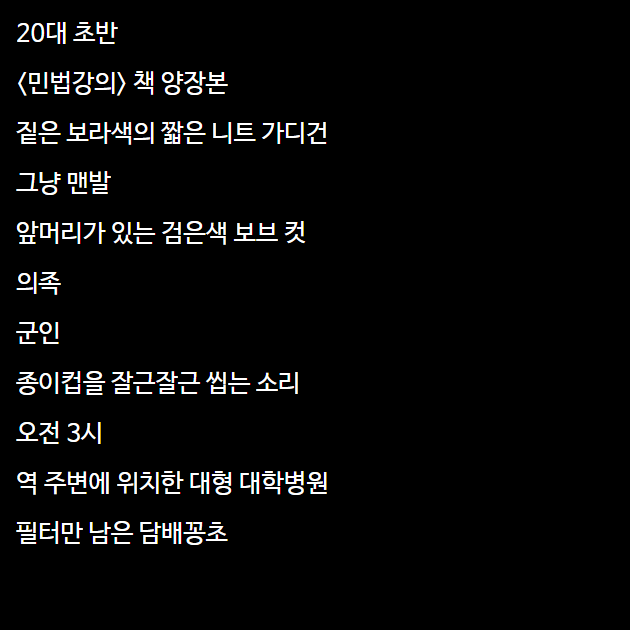 20대 초반
〈민법강의〉 책 양장본
짙은 보라색의 짧은 니트 가디건
그냥 맨발
앞머리가 있는 검은색 보브 컷
의족
군인
종이컵을 잘근잘근 씹는 소리
오전 3시
역 주변에 위치한 대형 대학병원
필터만 남은 담배꽁초